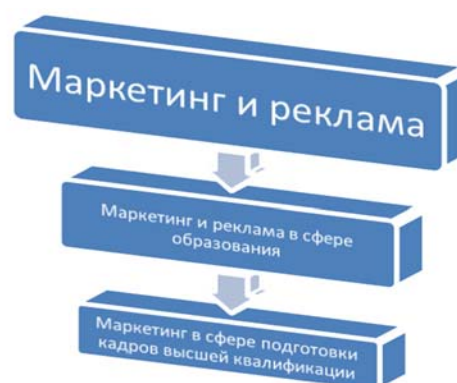 Маркетинг и реклама
Маркетинг и реклама в сфере
образования
Маркетинг в сфере подготовки
кадров высшей квалификации